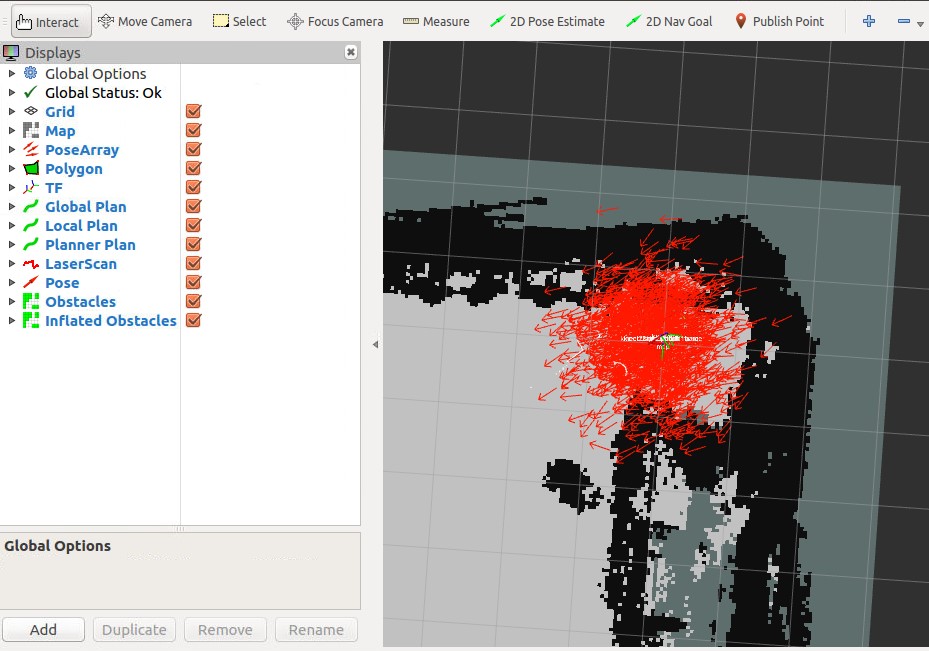 Interact Move Camera Select Focus Camera Measure 2D Pose Estimate 2D Nav Goal Publish Point
Displays
Global Options
Global Status: Ok
Grid
Map
PoseArray
Polygon
TF
Global Plan
Local Plan
Planner Plan
LaserScan
Pose
Obstacles
Inflated Obstacles
Global Options
Add Duplicate Remove Rename